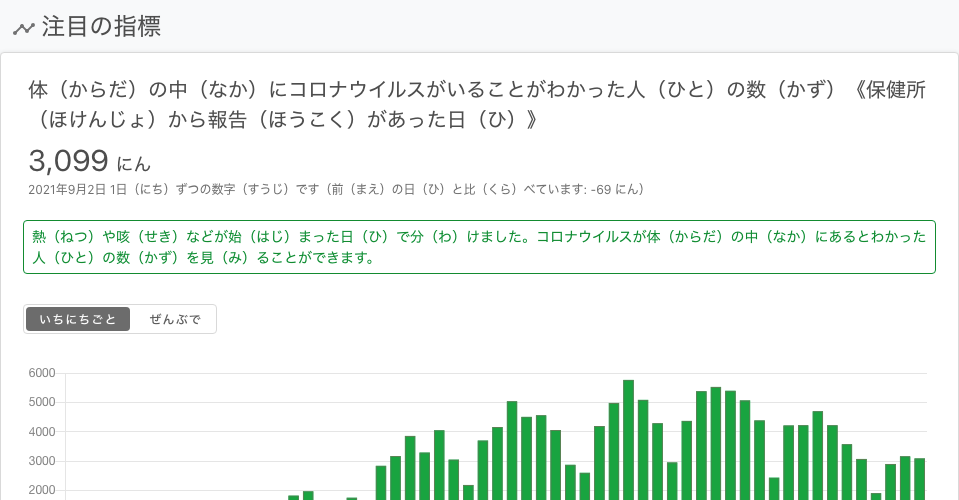 注目の指標
体（からだ）の中（なか）にコロナウイルスがいることがわかった人（ひと）の数（かず）《保健所
（ほけんじょ）から報告（ほうこく）があった日（ひ）》
3,099 にん
2021年9月2日 1日（にち）ずつの数字（すうじ）です（前（まえ）の日（ひ）と比（くら）べています: -69 にん）
熱（ねつ）や咳（せき）などが始（はじ）まった日（ひ）で分（わ）けました。コロナウイルスが体（からだ）の中（なか）にあるとわかった
人（ひと）の数（かず）を見（み）ることができます。
いちにちごと ぜんぶで
6000
5000
4000
3000
2000